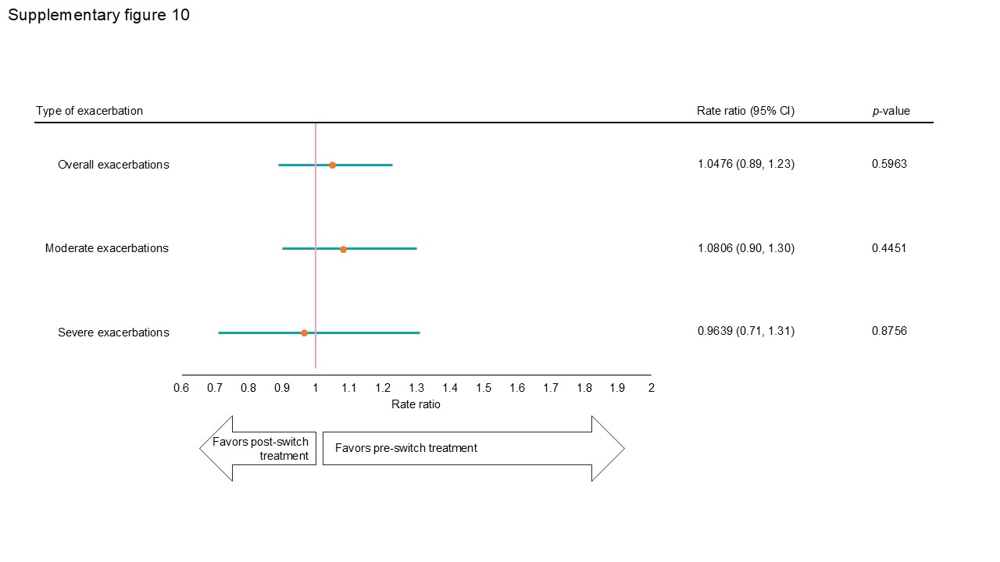 Supplementary figure 10
Type of exacerbation Rate ratio (95% CI) p-value
Overall exacerbations 1.0476 (0.89, 1.23) 0.5963
Moderate exacerbations 1.0806 (0.90, 1.30) 0.4451
Severe exacerbations 0.9639 (0.71, 1.31) 0.8756
0.6 0.7 0.8 0.9 1 1.1 1.2 1.3 1.4 1.5 1.6 1.7 1.8 1.9 2
Rate ratio
Favors post-switch
treatment
Favors pre-switch treatment